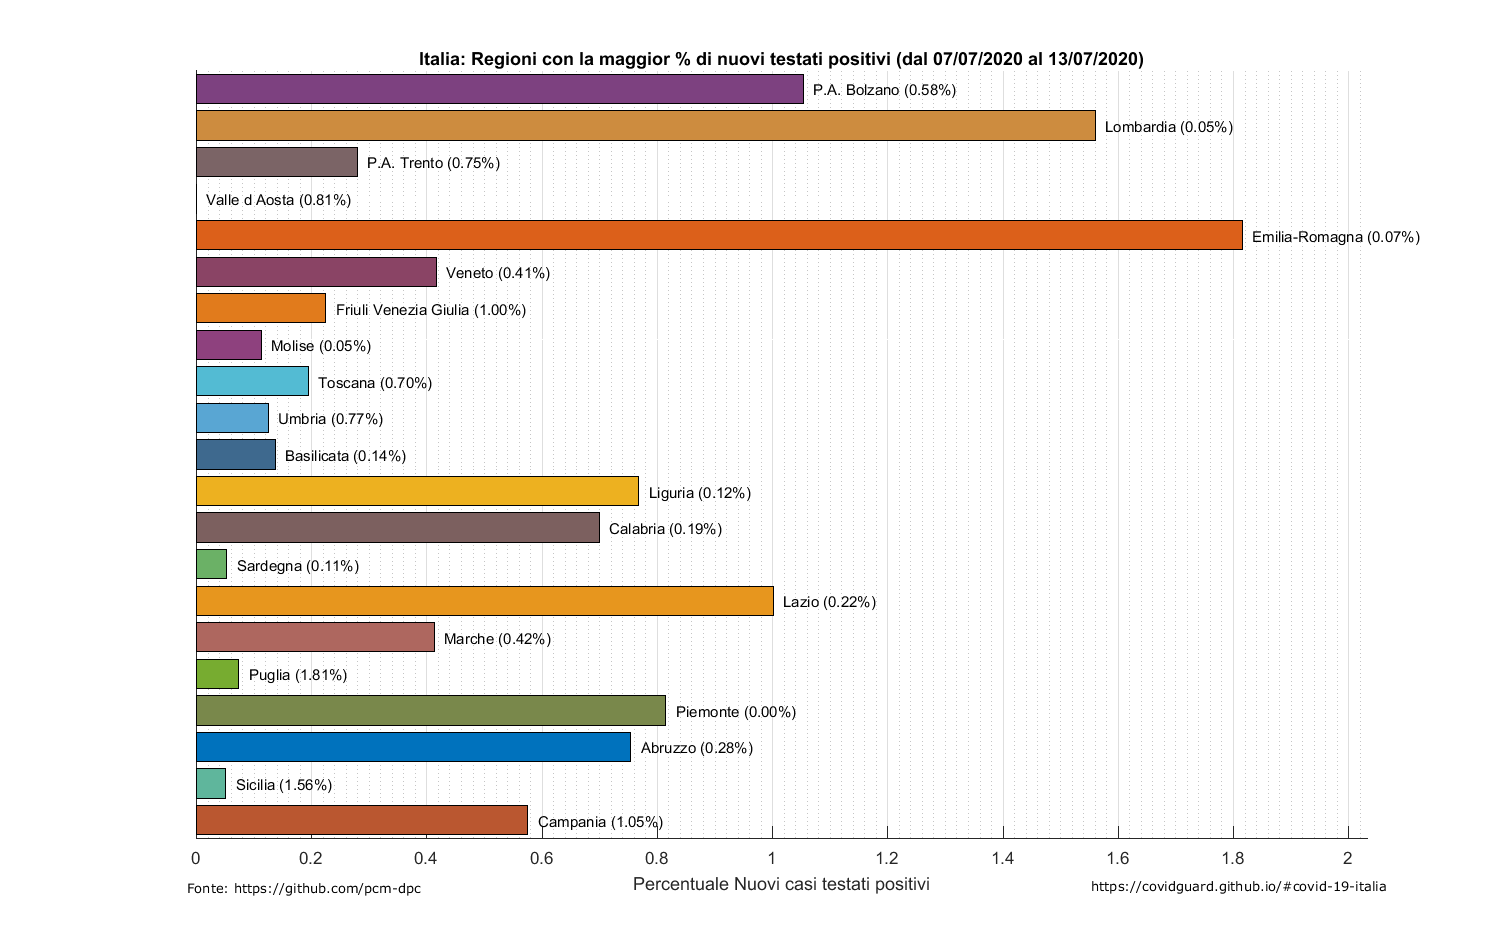 Italia: Regioni con la maggior % di nuovi testati positivi (dal 07/07/2020 al 13/07/2020)
P.A. Bolzano (0.58%)
Lombardia (0.05%)
P.A. Trento (0.75%)
Valle d Aosta (0.81%)
Emilia-Romagna (0.07%)
Veneto (0.41%)
Friuli Venezia Giulia (1.00%)
Molise (0.05%)
Toscana (0.70%)
Umbria (0.77%)
Basilicata (0.14%)
Liguria (0.12%)
Calabria (0.19%)
Sardegna (0.11%)
Lazio (0.22%)
Marche (0.42%)
Puglia (1.81%)
Piemonte (0.00%)
Abruzzo (0.28%)
Sicilia (1.56%)
Campania (1.05%)
0 0.2 0.4 0.6 0.8 1 1.2 1.4 1.6 1.8 2
Percentuale Nuovi casi testati positivi
Fonte: https://github.com/pcm-dpc
https://covidguard.github.io/#covid-19-italia